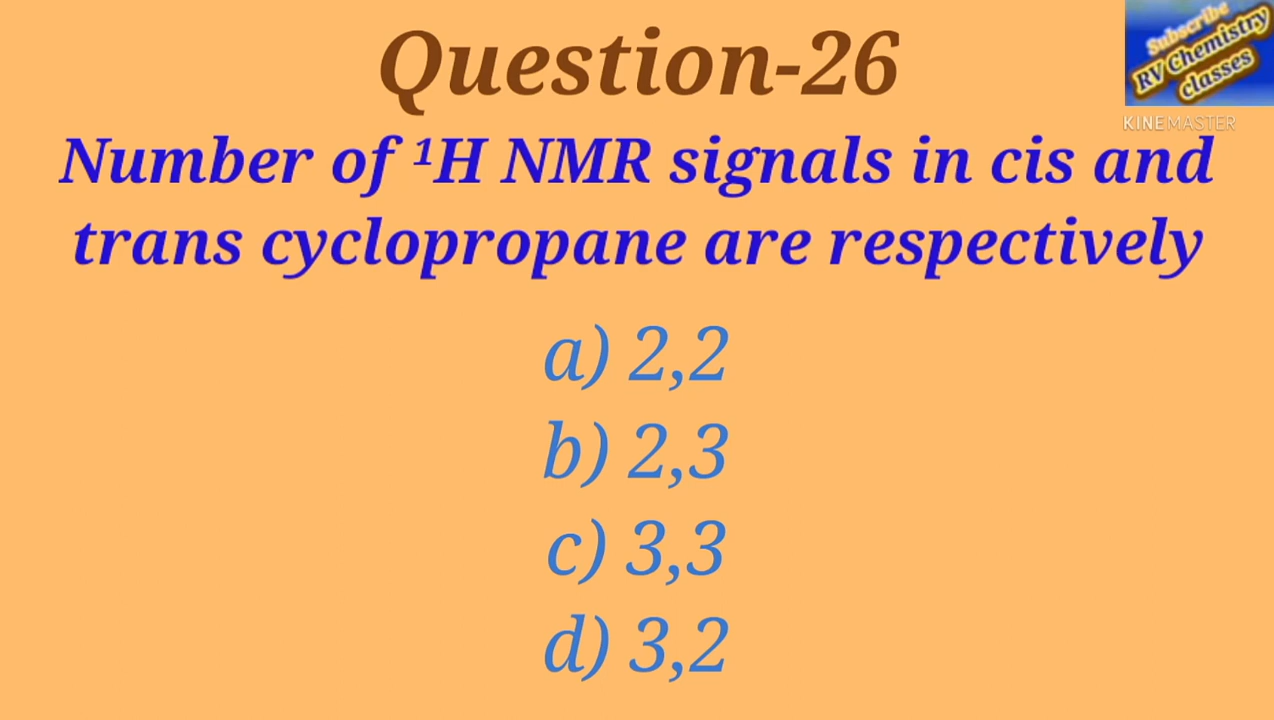 Question-26
Subscribe
RV Chemistry
classes
KINEMASTER
Number of ¹H NMR signals in cis and
trans cyclopropane are respectively
a) 2,2
b) 2,3
c) 3,3
d) 3,2